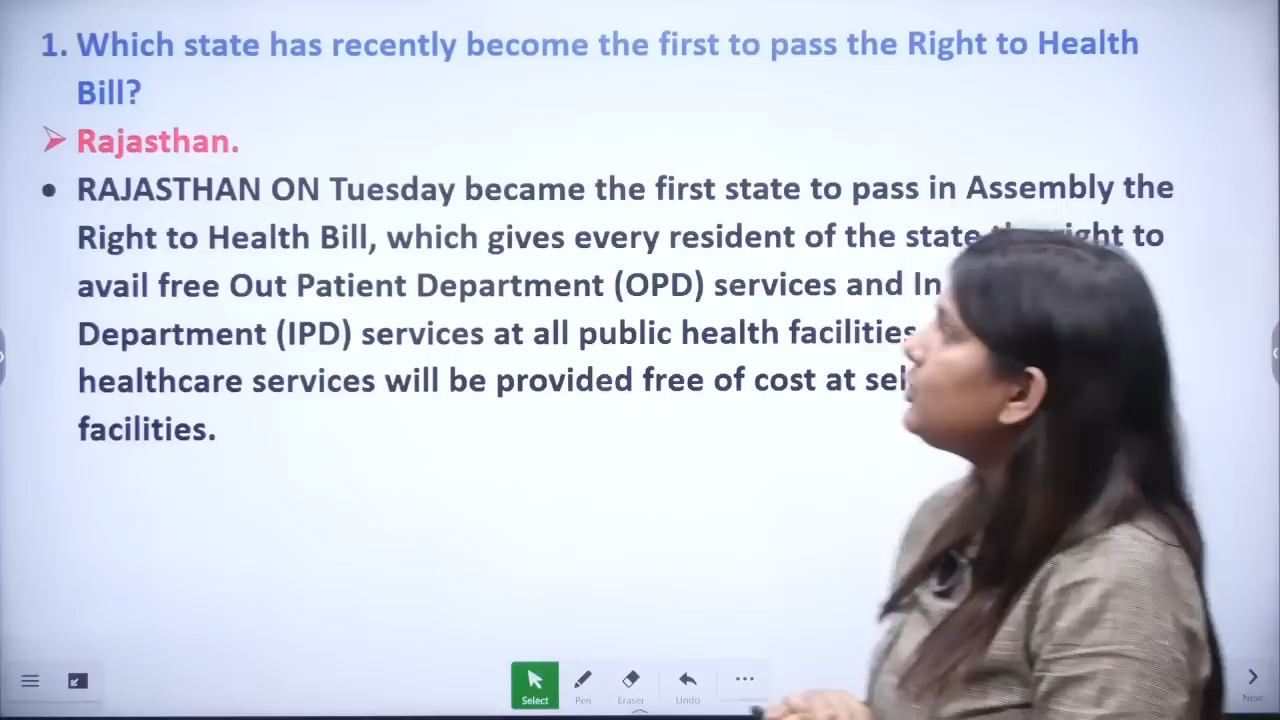 1. Which state has recently become the first to pass the Right to Health
Bill?
➢ Rajasthan.
• RAJASTHAN ON Tuesday became the first state to pass in Assembly the
Right to Health Bill, which gives every resident of the state to
avail free Out Patient Department (OPD) services and In
Department (IPD) services at all public health facilities
healthcare services will be provided free of cost at
facilities.
Select
Pen
Eraser
Undo
Next